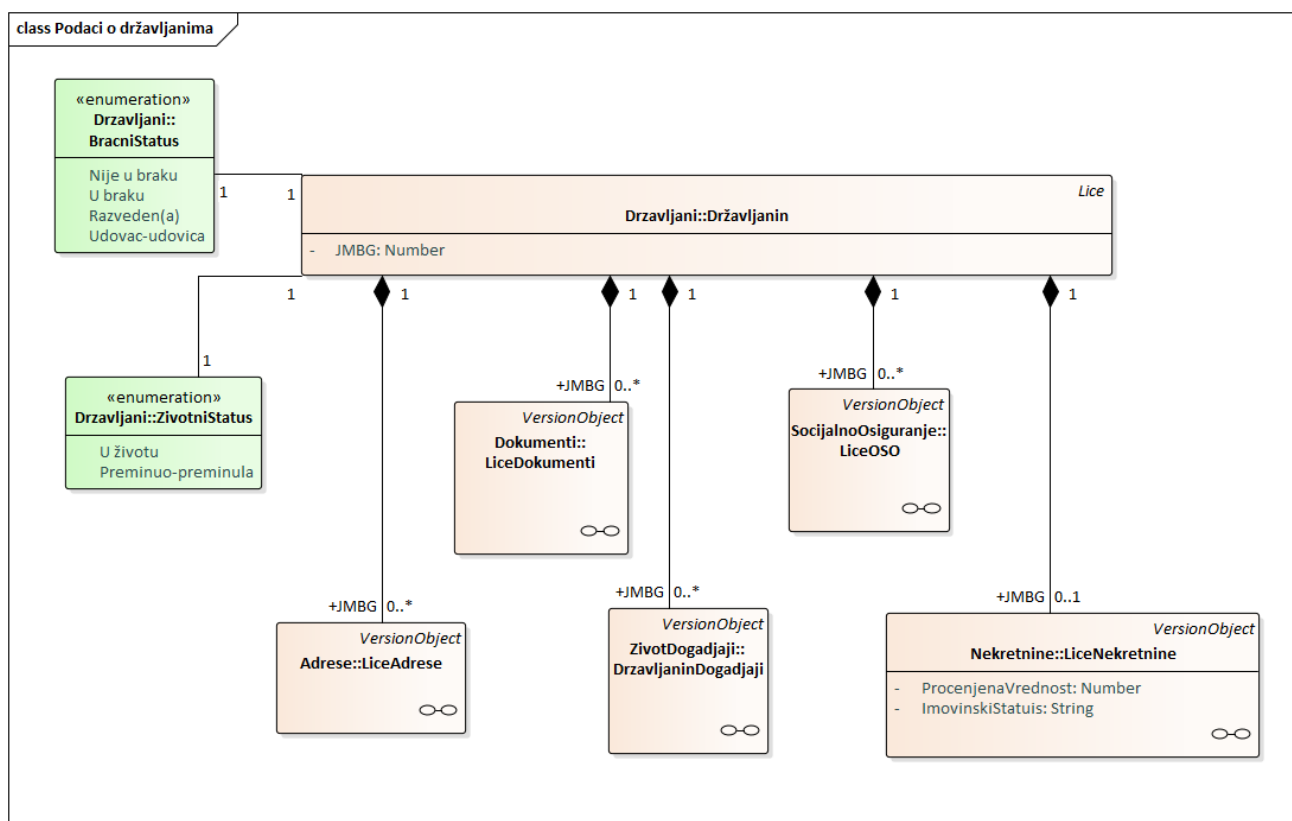 class Podaci o državljanima
«enumeration»
Drzavljani::
BracniStatus
Nije u braku
U braku
Razveden(a)
Udovac-udovica
1
1
Lice
Drzavljani::Državljanin
- JMBG: Number
1
1
1
1
1
1
1
«enumeration»
Drzavljani::ZivotniStatus
U životu
Preminuo-preminula
+JMBG 0..*
VersionObject
Dokumenti::
LiceDokumenti
+JMBG 0..*
VersionObject
SocijalnoOsiguranje::
LiceOSO
+JMBG 0..*
VersionObject
Adrese::LiceAdrese
+JMBG 0..*
VersionObject
ZivotDogadjaji::
DrzavljaninDogadjaji
+JMBG 0..1
VersionObject
Nekretnine::LiceNekretnine
- ProcenjenaVrednost: Number
- ImovinskiStatuis: String